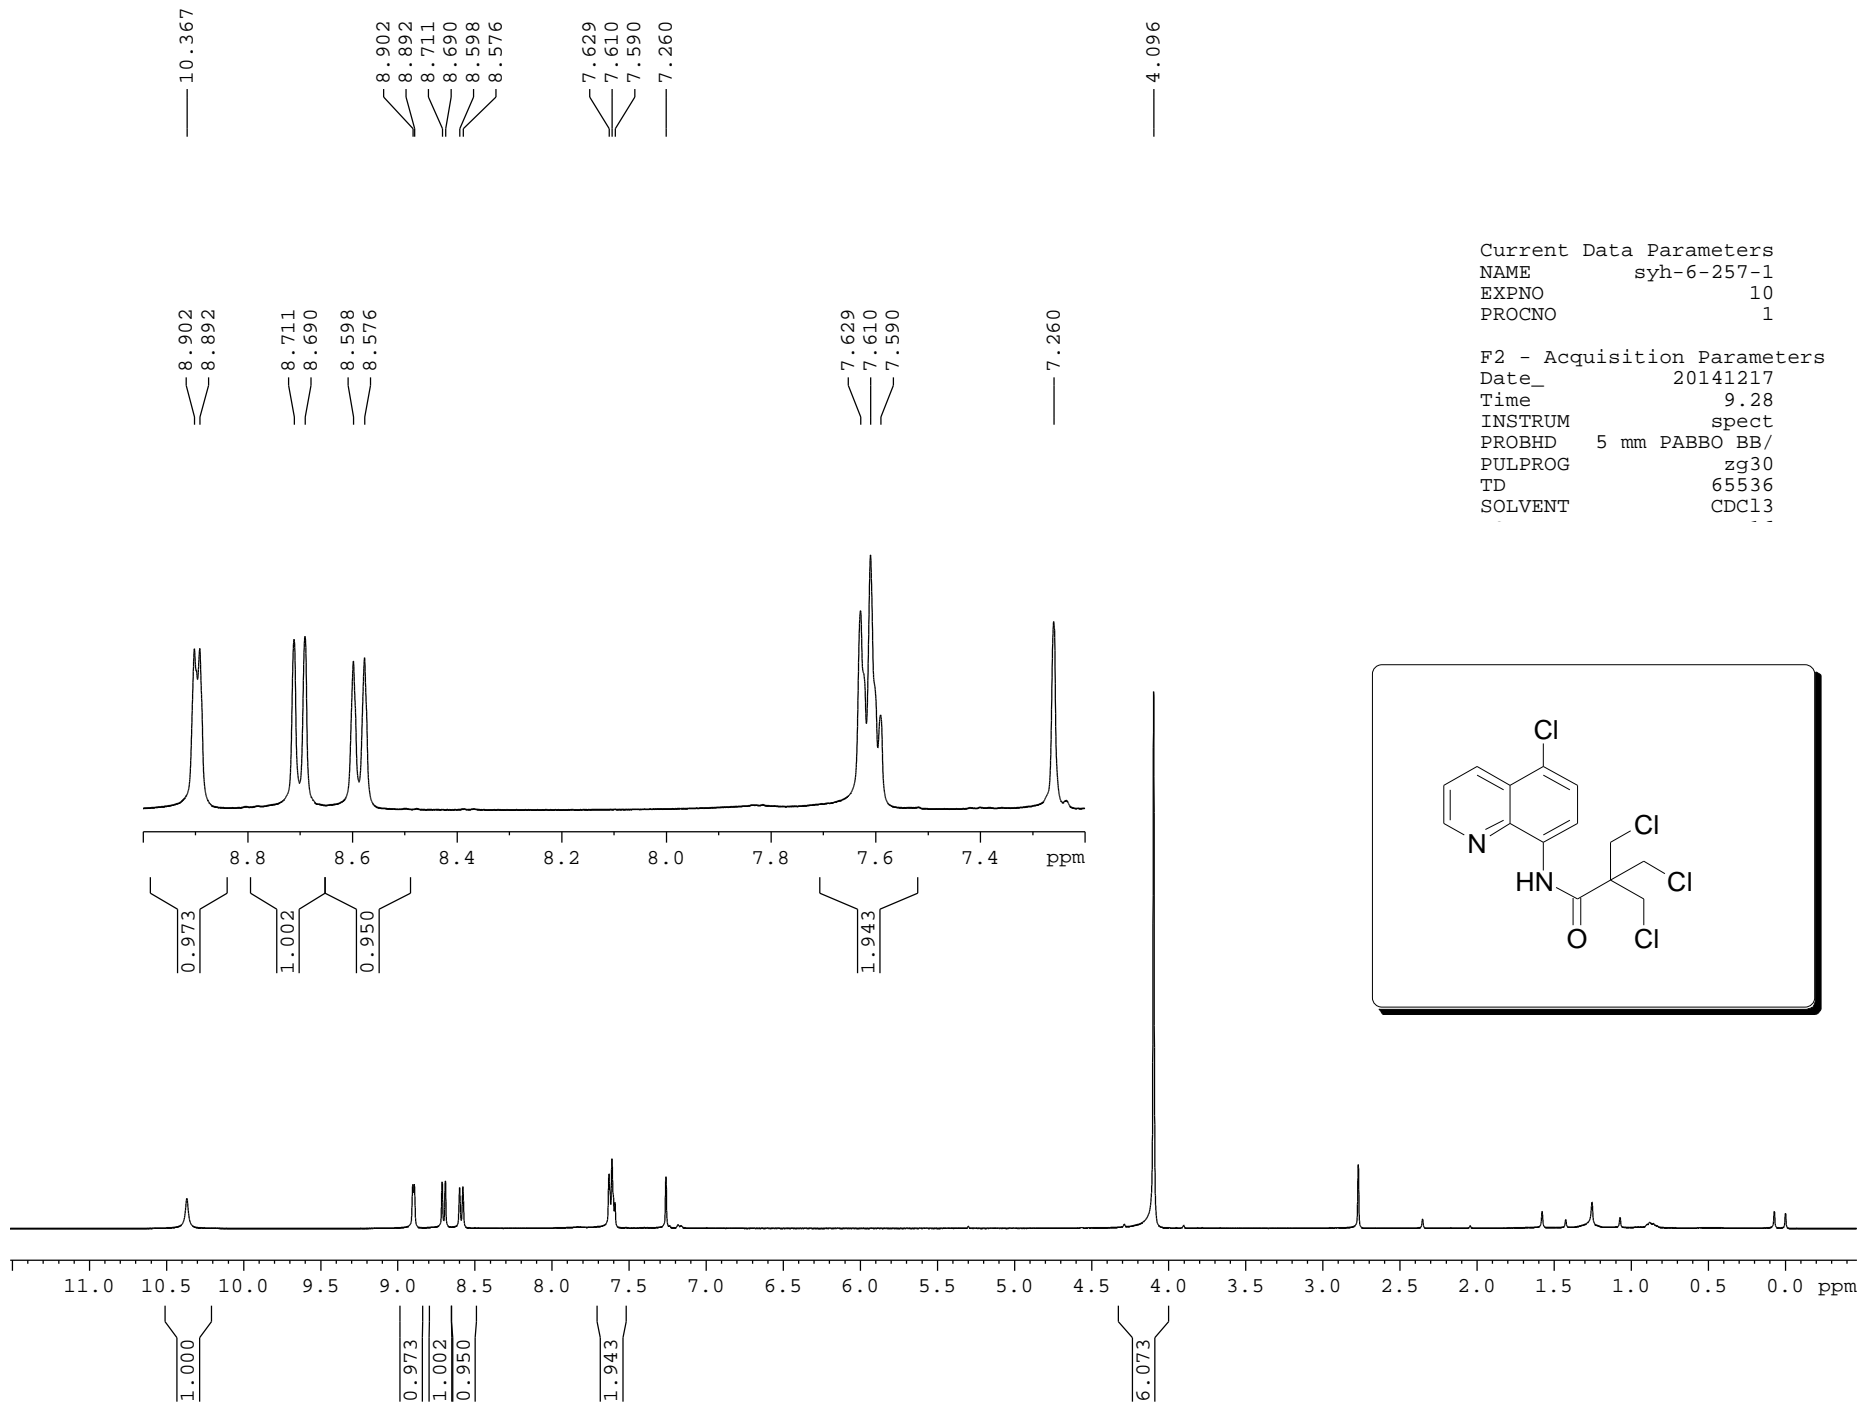 10.367
8.902
8.892
8.711
8.690
8.598
8.576
7.629
7.610
7.590
7.260
4.096
Current Data Parameters
NAME syh-6-257-1
EXPNO 10
PROCNO 1
F2 - Acquisition Parameters
Date_ 20141217
Time 9.28
INSTRUM spect
PROBHD 5 mm PABBO BB/
PULPROG zg30
TD 65536
SOLVENT CDCl3
8.902
8.892
8.711
8.690
8.598
8.576
7.629
7.610
7.590
7.260
8.8 8.6 8.4 8.2 8.0 7.8 7.6 7.4 ppm
0.973
1.002
0.950
1.943
Cl
N
HN
O
Cl
Cl
Cl
11.0 10.5 10.0 9.5 9.0 8.5 8.0 7.5 7.0 6.5 6.0 5.5 5.0 4.5 4.0 3.5 3.0 2.5 2.0 1.5 1.0 0.5 0.0 ppm
1.000
0.973
1.002
0.950
1.943
6.073